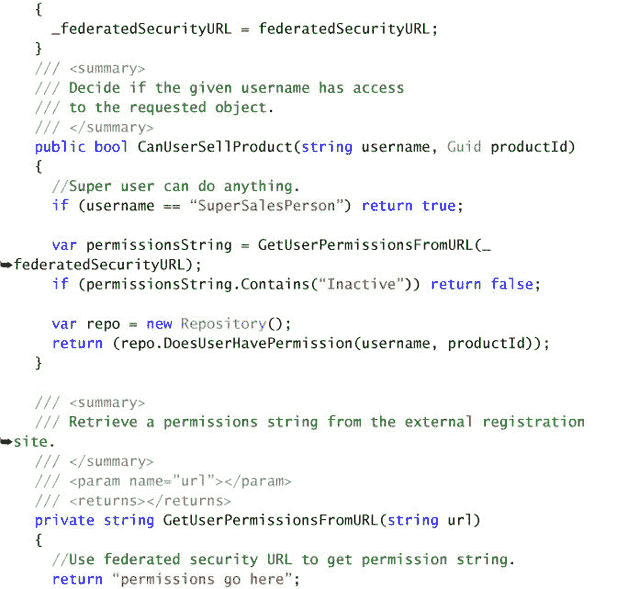 {
_federatedSecurityURL = federatedSecurityURL;
}
/// <summary>
/// Decide if the given username has access
/// to the requested object.
/// </summary>
public bool CanUserSellProduct(string username, Guid productId)
{
//Super user can do anything.
if (username == “SuperSalesPerson”) return true;
var permissionsString = GetUserPermissionsFromURL(_
➥federatedSecurityURL);
if (permissionsString.Contains(“Inactive”)) return false;
var repo = new Repository();
return (repo.DoesUserHavePermission(username, productId));
}
/// <summary>
/// Retrieve a permissions string from the external registration
➥site.
/// </summary>
/// <param name=”url”></param>
/// <returns></returns>
private string GetUserPermissionsFromURL(string url)
{
//Use federated security URL to get permission string.
return “permissions go here”;